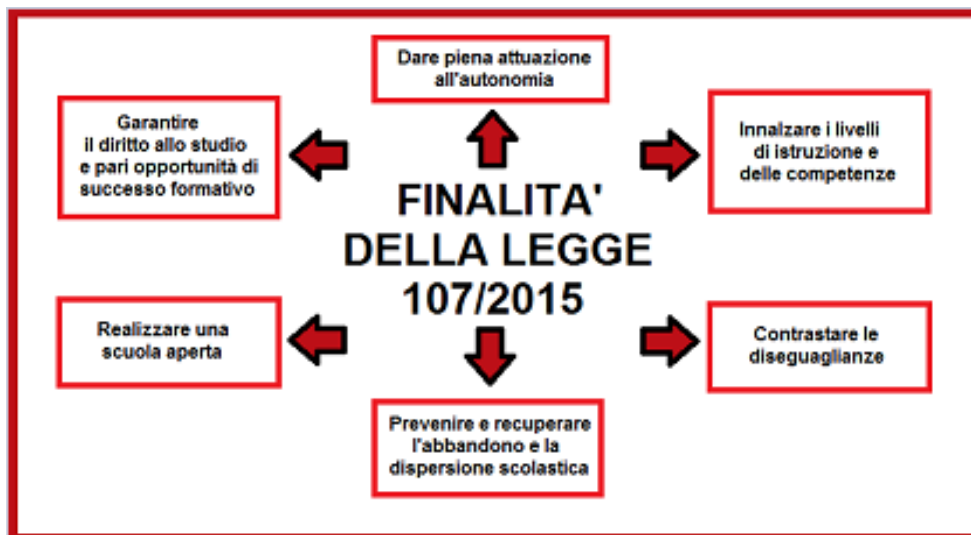 Dare piena attuazione
all'autonomia
Garantire
il diritto allo studio
e pari opportunità di
successo formativo
Innalzare i livelli
di istruzione e
delle competenze
FINALITA'
DELLA LEGGE
107/2015
Realizzare una
scuola aperta
Contrastare le
diseguaglianze
Prevenire e recuperare
l'abbandono e la
dispersione scolastica